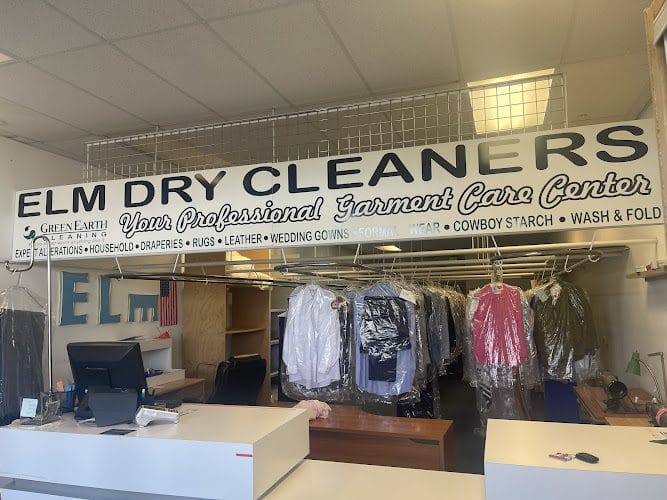 ELM DRY CLEANERS
GREEN EARTH
CLEANING
Your Professional Garment Care Center
EXPERT ALTERATIONS • HOUSEHOLD • DRAPERIES • RUGS • LEATHER • WEDDING GOWNS • FORMAL WEAR • COWBOY STARCH • WASH & FOLD
ELM